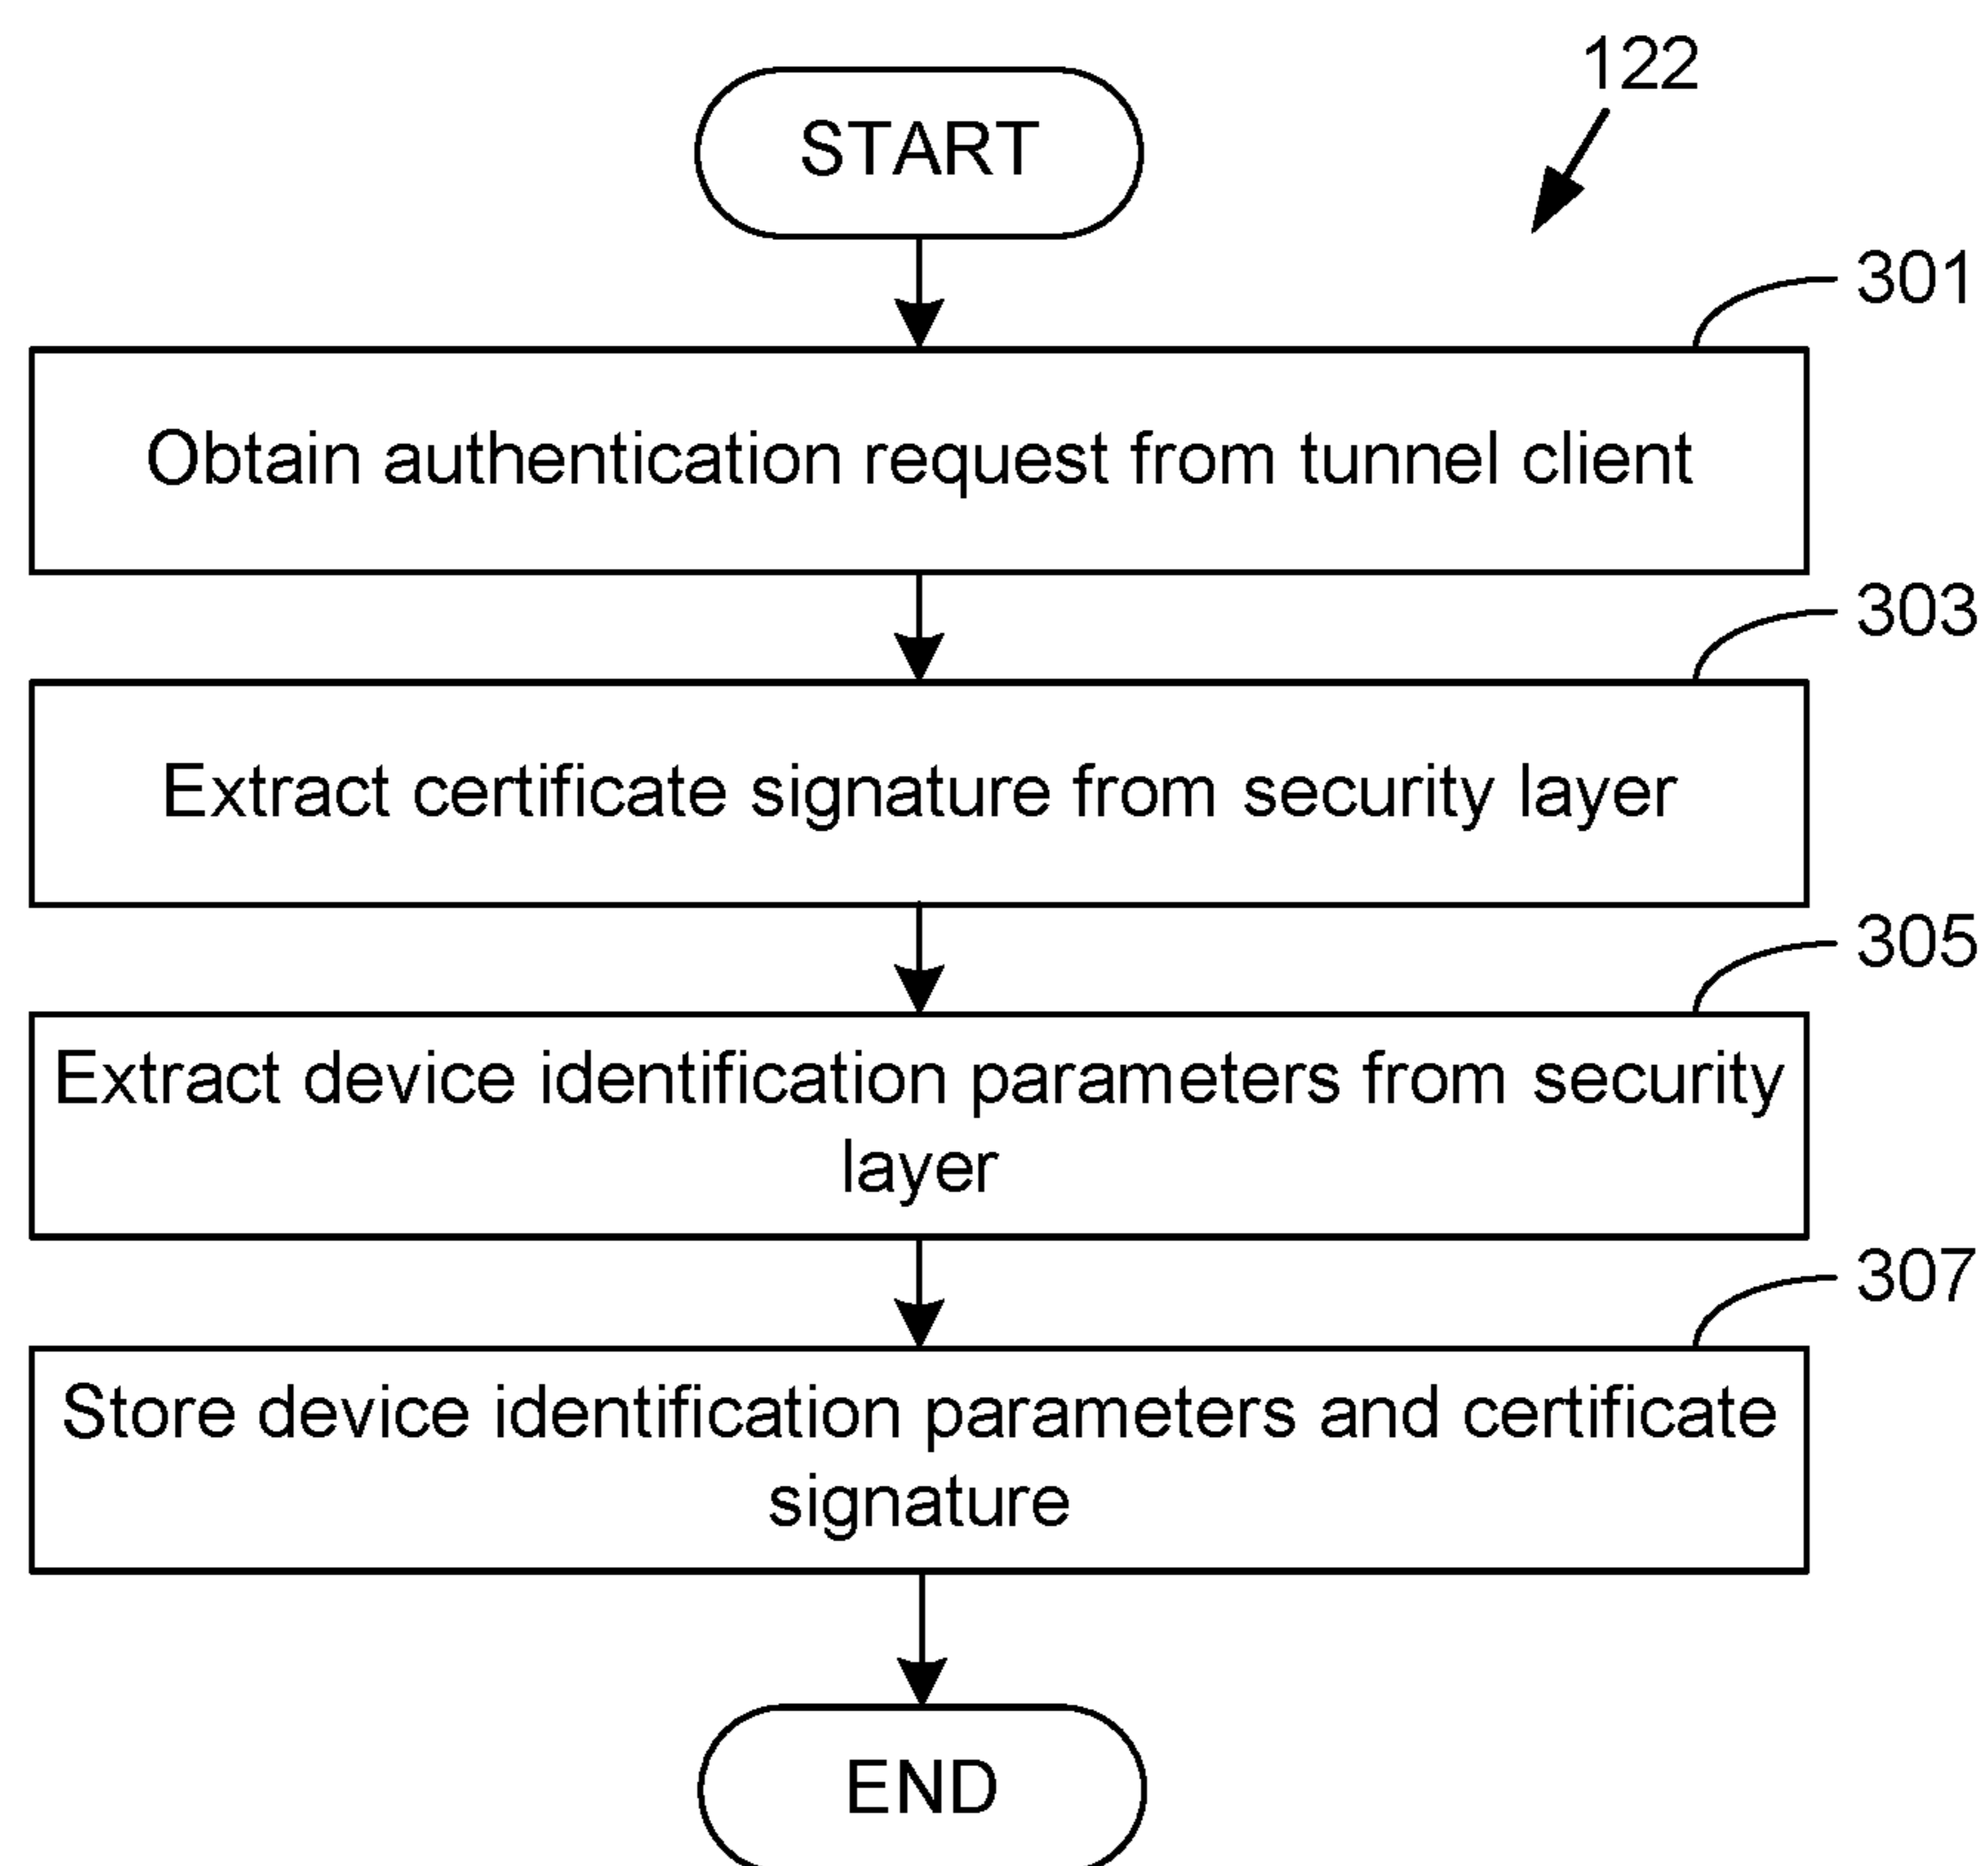 122
START
301
Obtain authentication request from tunnel client
303
Extract certificate signature from security layer
305
Extract device identification parameters from security
layer
307
Store device identification parameters and certificate
signature
END